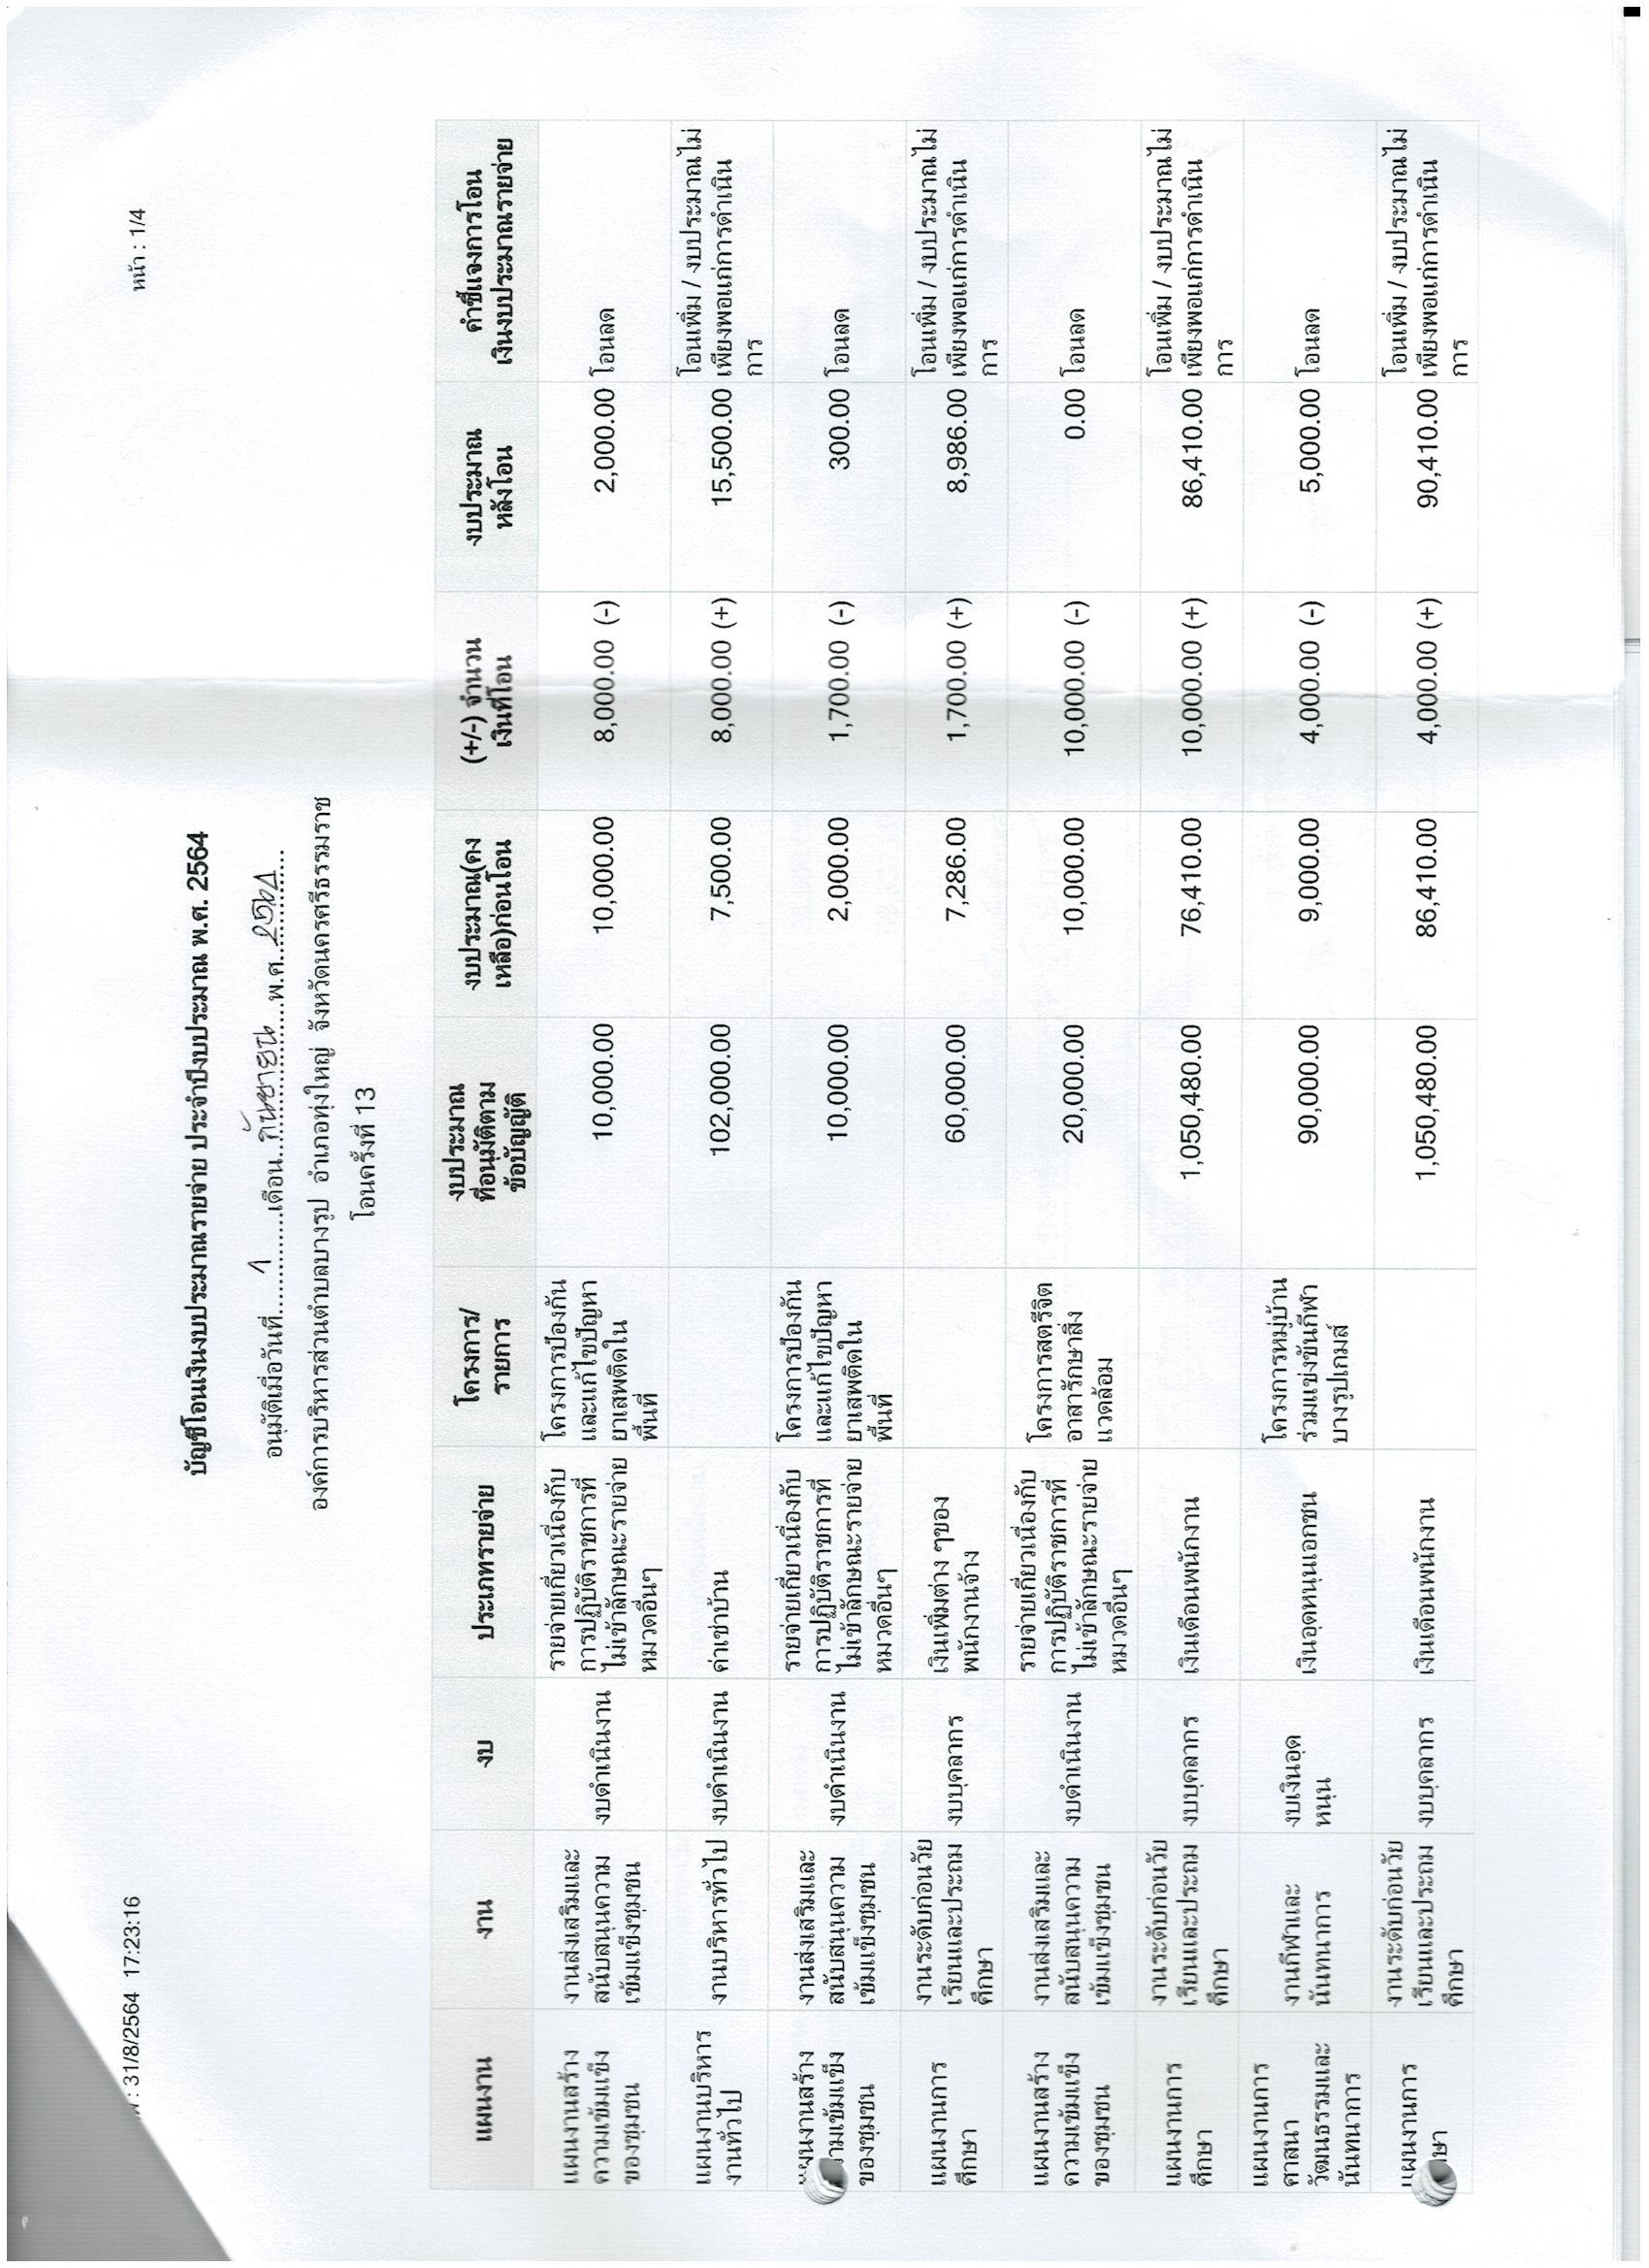 : 31/8/2564 17:23:16
หน้า : 1/4
บัญชีโอนเงินงบประมาณรายจ่าย ประจำปีงบประมาณ พ.ศ. 2564
อนุมัติเมื่อวันที่..........1..........เดือน...กันยายน...พ.ศ...๒๕๖๔...
องค์การบริหารส่วนตำบลบางรูป อำเภอทุ่งใหญ่ จังหวัดนครศรีธรรมราช
โอนครั้งที่ 13
แผนงาน งาน งบ ประเภทรายจ่าย โครงการ/ งบประมาณ งบประมาณ(คง (+/-) จำนวน งบประมาณ คำชี้แจงการโอน
รายการ ที่อนุมัติตาม เหลือ)ก่อนโอน เงินที่โอน หลังโอน เงินงบประมาณรายจ่าย
ข้อบัญญัติ
แผนงานสร้าง งานส่งเสริมและ งบดำเนินงาน รายจ่ายเกี่ยวเนื่องกับ โครงการป้องกัน 10,000.00 10,000.00 8,000.00 (-) 2,000.00 โอนลด
ความเข้มแข็ง สนับสนุนความ การปฏิบัติราชการที่ และแก้ไขปัญหา
ของชุมชน เข้มแข็งชุมชน ไม่เข้าลักษณะรายจ่าย ยาเสพติดใน
หมวดอื่นๆ พื้นที่
แผนงานบริหาร งานบริหารทั่วไป งบดำเนินงาน ค่าเช่าบ้าน 102,000.00 7,500.00 8,000.00 (+) 15,500.00 โอนเพิ่ม / งบประมาณไม่
งานทั่วไป เพียงพอแก่การดำเนิน
การ
แผนงานสร้าง งานส่งเสริมและ งบดำเนินงาน รายจ่ายเกี่ยวเนื่องกับ โครงการป้องกัน 10,000.00 2,000.00 1,700.00 (-) 300.00 โอนลด
ามเข้มแข็ง สนับสนุนความ การปฏิบัติราชการที่ และแก้ไขปัญหา
ของชุมชน เข้มแข็งชุมชน ไม่เข้าลักษณะรายจ่าย ยาเสพติดใน
หมวดอื่นๆ พื้นที่
แผนงานการ งานระดับก่อนวัย งบบุคลากร เงินเพิ่มต่าง ๆของ 60,000.00 7,286.00 1,700.00 (+) 8,986.00 โอนเพิ่ม / งบประมาณไม่
ศึกษา เรียนและประถม พนักงานจ้าง เพียงพอแก่การดำเนิน
ศึกษา การ
แผนงานสร้าง งานส่งเสริมและ งบดำเนินงาน รายจ่ายเกี่ยวเนื่องกับ โครงการสตรีจิต 20,000.00 10,000.00 10,000.00 (-) 0.00 โอนลด
ความเข้มแข็ง สนับสนุนความ การปฏิบัติราชการที่ อาสารักษาสิ่ง
ของชุมชน เข้มแข็งชุมชน ไม่เข้าลักษณะรายจ่าย แวดล้อม
หมวดอื่นๆ
แผนงานการ งานระดับก่อนวัย งบบุคลากร เงินเดือนพนักงาน 1,050,480.00 76,410.00 10,000.00 (+) 86,410.00 โอนเพิ่ม / งบประมาณไม่
ศึกษา เรียนและประถม เพียงพอแก่การดำเนิน
ศึกษา การ
แผนงานการ งานกีฬาและ งบเงินอุด เงินอุดหนุนเอกชน โครงการหมู่บ้าน 90,000.00 9,000.00 4,000.00 (-) 5,000.00 โอนลด
ศาสนา นันทนาการ หนุน ร่วมแข่งขันกีฬา
วัฒนธรรมและ บางรูปเกมส์
นันทนาการ
แผนงานการ งานระดับก่อนวัย งบบุคลากร เงินเดือนพนักงาน 1,050,480.00 86,410.00 4,000.00 (+) 90,410.00 โอนเพิ่ม / งบประมาณไม่
กษา เรียนและประถม เพียงพอแก่การดำเนิน
ศึกษา การ